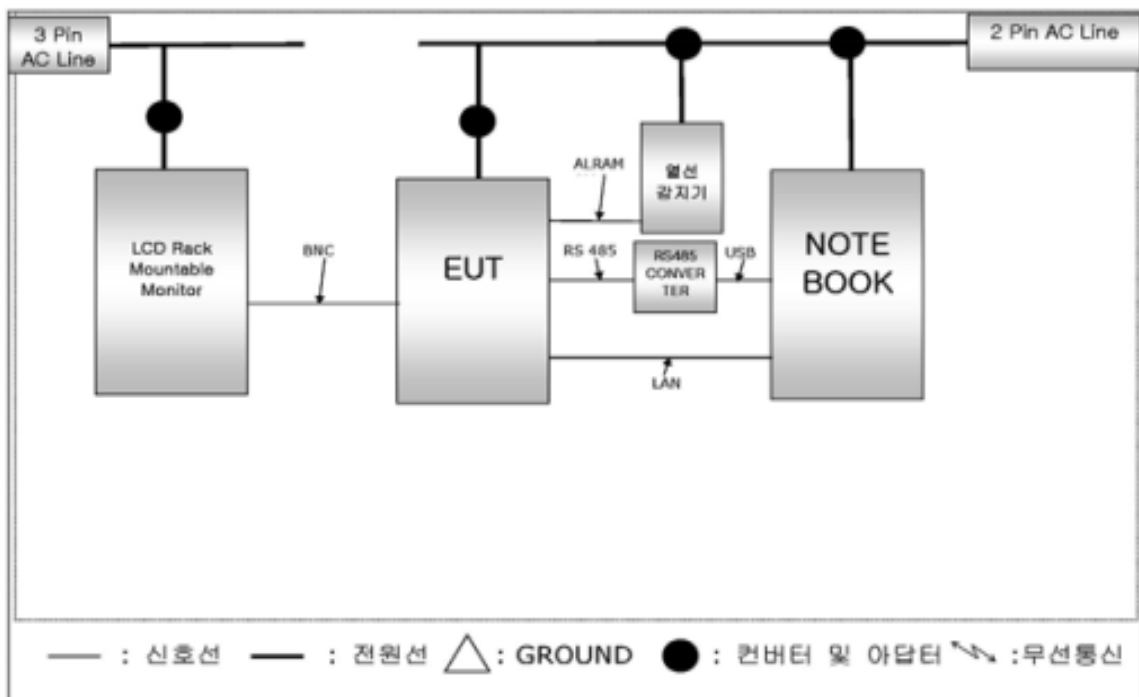 3 Pin
AC Line
2 Pin AC Line
ALRAM
열선
감지기
LCD Rack
Mountable
Monitor
BNC
EUT
RS 485
RS485
CONVER
TER
USB
NOTE
BOOK
LAN
: 신호선
: 전원선
: GROUND
: 컨버터 및 아답터
:무선통신